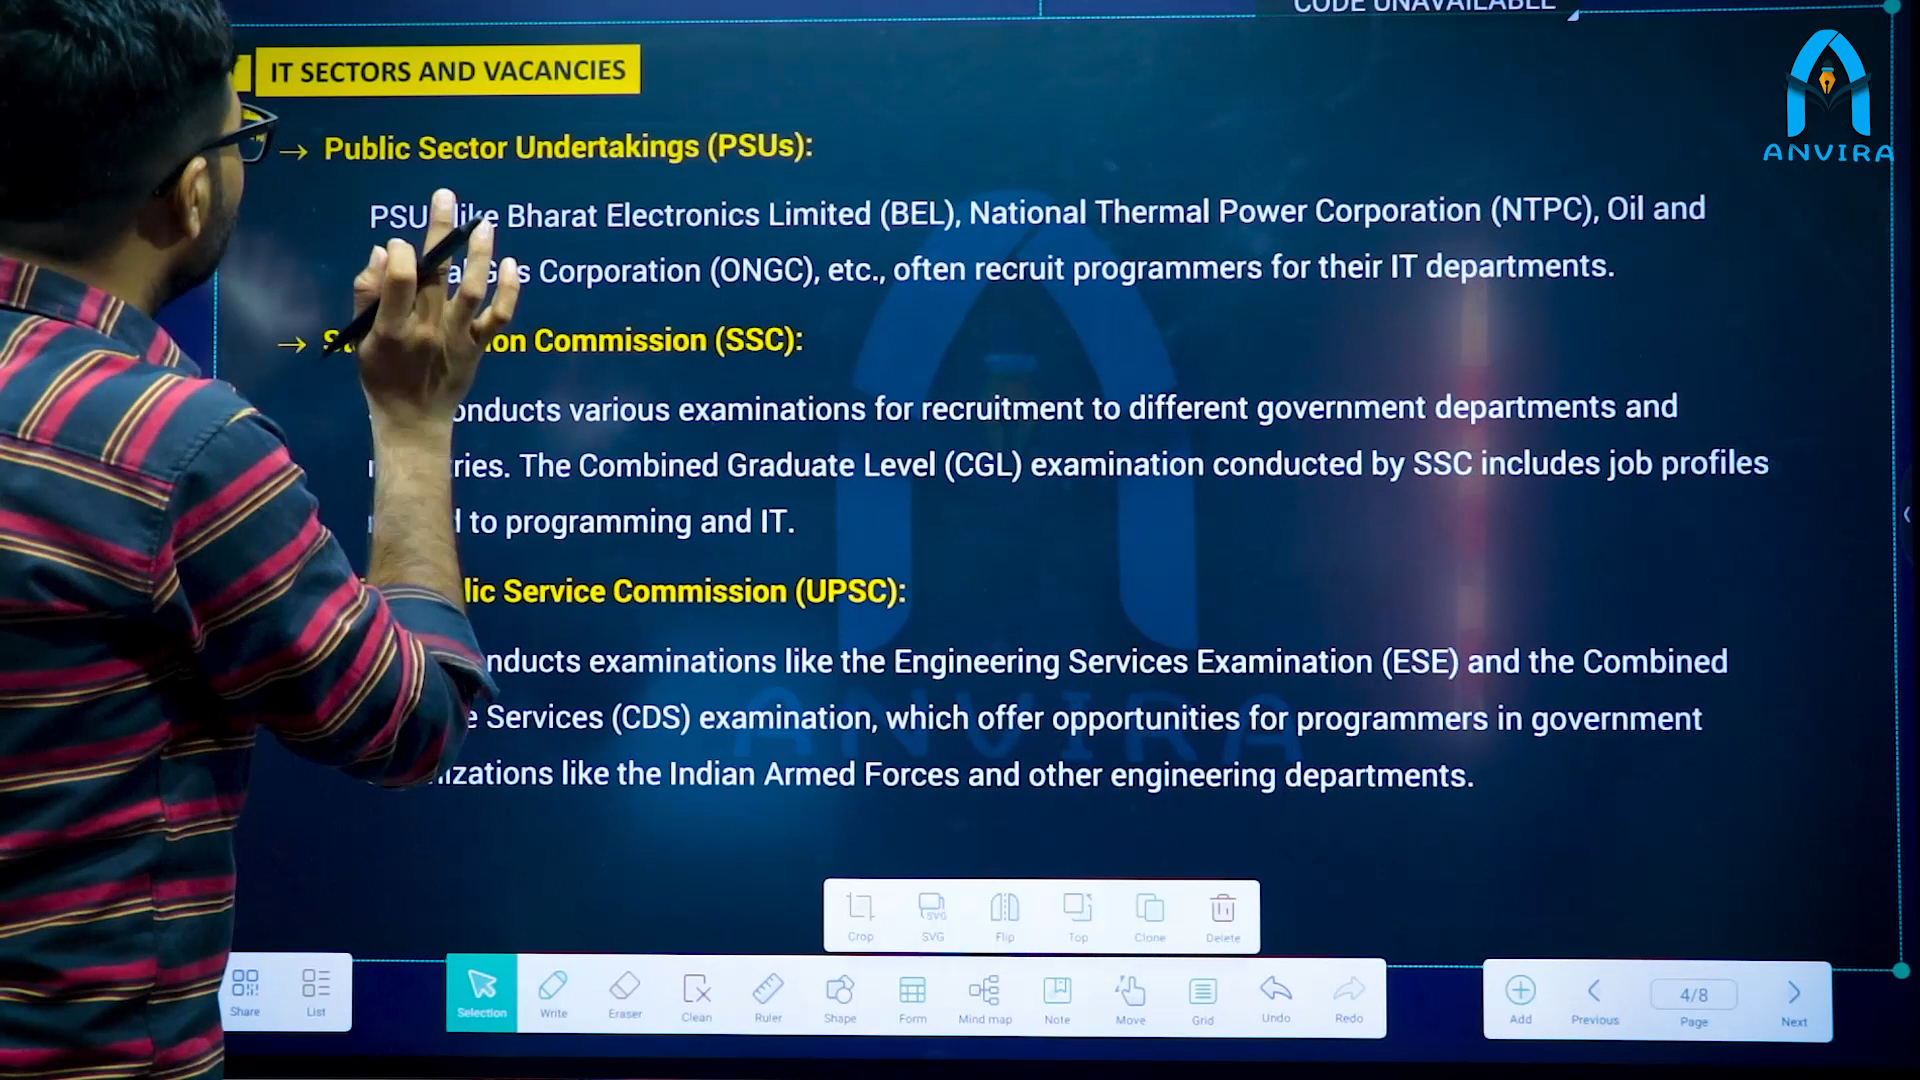 CODE UNAVAILABLE
IT SECTORS AND VACANCIES
ANVIRA
→ Public Sector Undertakings (PSUs):
like Bharat Electronics Limited (BEL), National Thermal Power Corporation (NTPC), Oil and
Corporation (ONGC), etc., often recruit programmers for their IT departments.
→ Commission (SSC):
various examinations for recruitment to different government departments and
The Combined Graduate Level (CGL) examination conducted by SSC includes job profiles
to programming and IT.
Service Commission (UPSC):
examinations like the Engineering Services Examination (ESE) and the Combined
Services (CDS) examination, which offer opportunities for programmers in government
like the Indian Armed Forces and other engineering departments.
ANVIRA
Crop SVG Flip Top Clone Delete
Share List Selection Write Eraser Clean Ruler Shape Form Mind map Note Move Grid Undo Redo Add Previous 4/8 Page Next